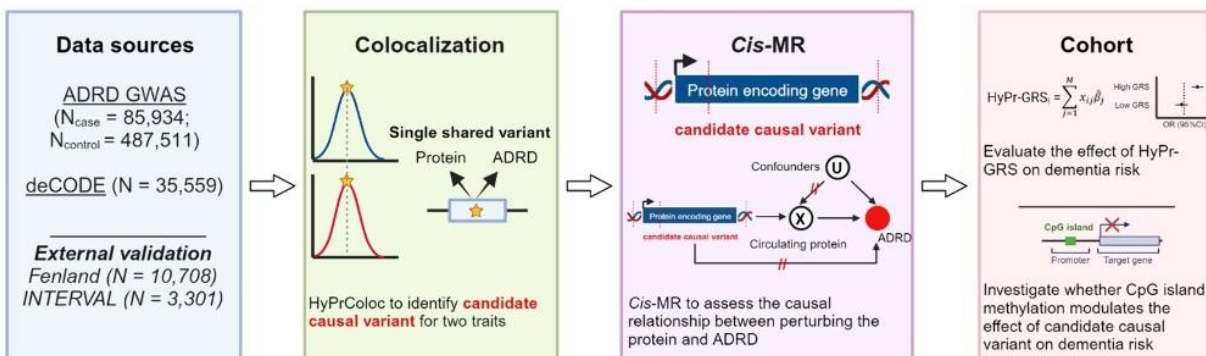 Data sources
ADRD GWAS
(Ncase = 85,934;
Ncontrol = 487,511)
deCODE (N = 35,559)
External validation
Fenland (N = 10,708)
INTERVAL (N = 3,301)
Colocalization
Single shared variant
Protein ADRD
HyPrColoc to identify candidate
causal variant for two traits
Cis-MR
Protein encoding gene
candidate causal variant
Confounders U
Protein encoding gene
X
candidate causal variant
Circulating protein
ADRD
Cis-MR to assess the causal
relationship between perturbing the
protein and ADRD
Cohort
HyPr-GRSᵢ = ∑ᴹⱼ₌₁ xᵢⱼβ̂ⱼ
High GRS
Low GRS
OR (95%CI)
Evaluate the effect of HyPr-
GRS on dementia risk
CpG island
Promoter Target gene
Investigate whether CpG island
methylation modulates the
effect of candidate causal
variant on dementia risk